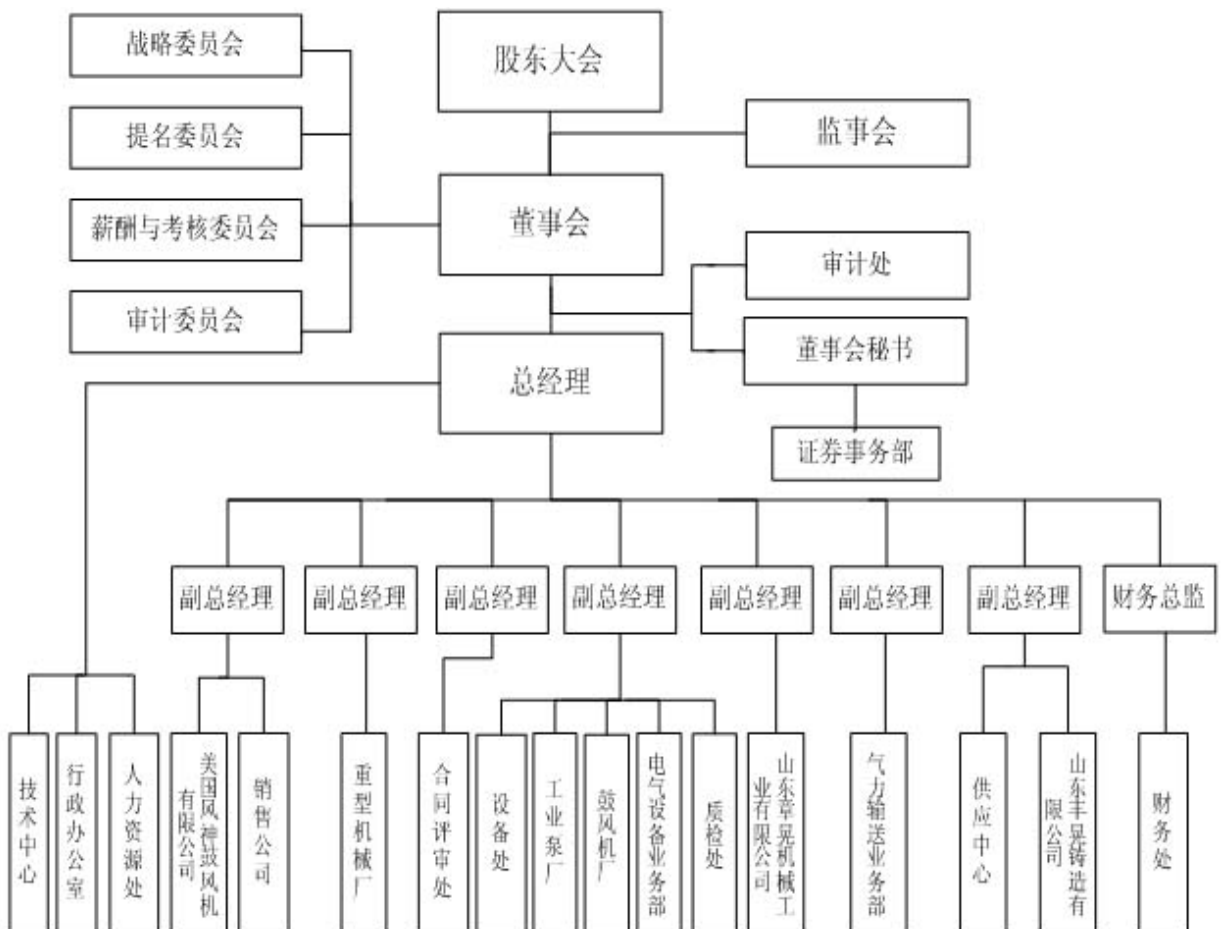 战略委员会
股东大会
提名委员会
监事会
薪酬与考核委员会
董事会
审计处
审计委员会
董事会秘书
总经理
证券事务部
副总经理
副总经理
副总经理
副总经理
副总经理
副总经理
副总经理
财务总监
技术中心
行政办公室
人力资源处
美国风神鼓风机
有限公司
销售公司
重型机械厂
合同评审处
设备处
工业泵厂
鼓风机厂
电气设备业务部
质检处
山东章晃机械工
业有限公司
气力输送业务部
供应中心
山东丰晃铸造有
限公司
财务处